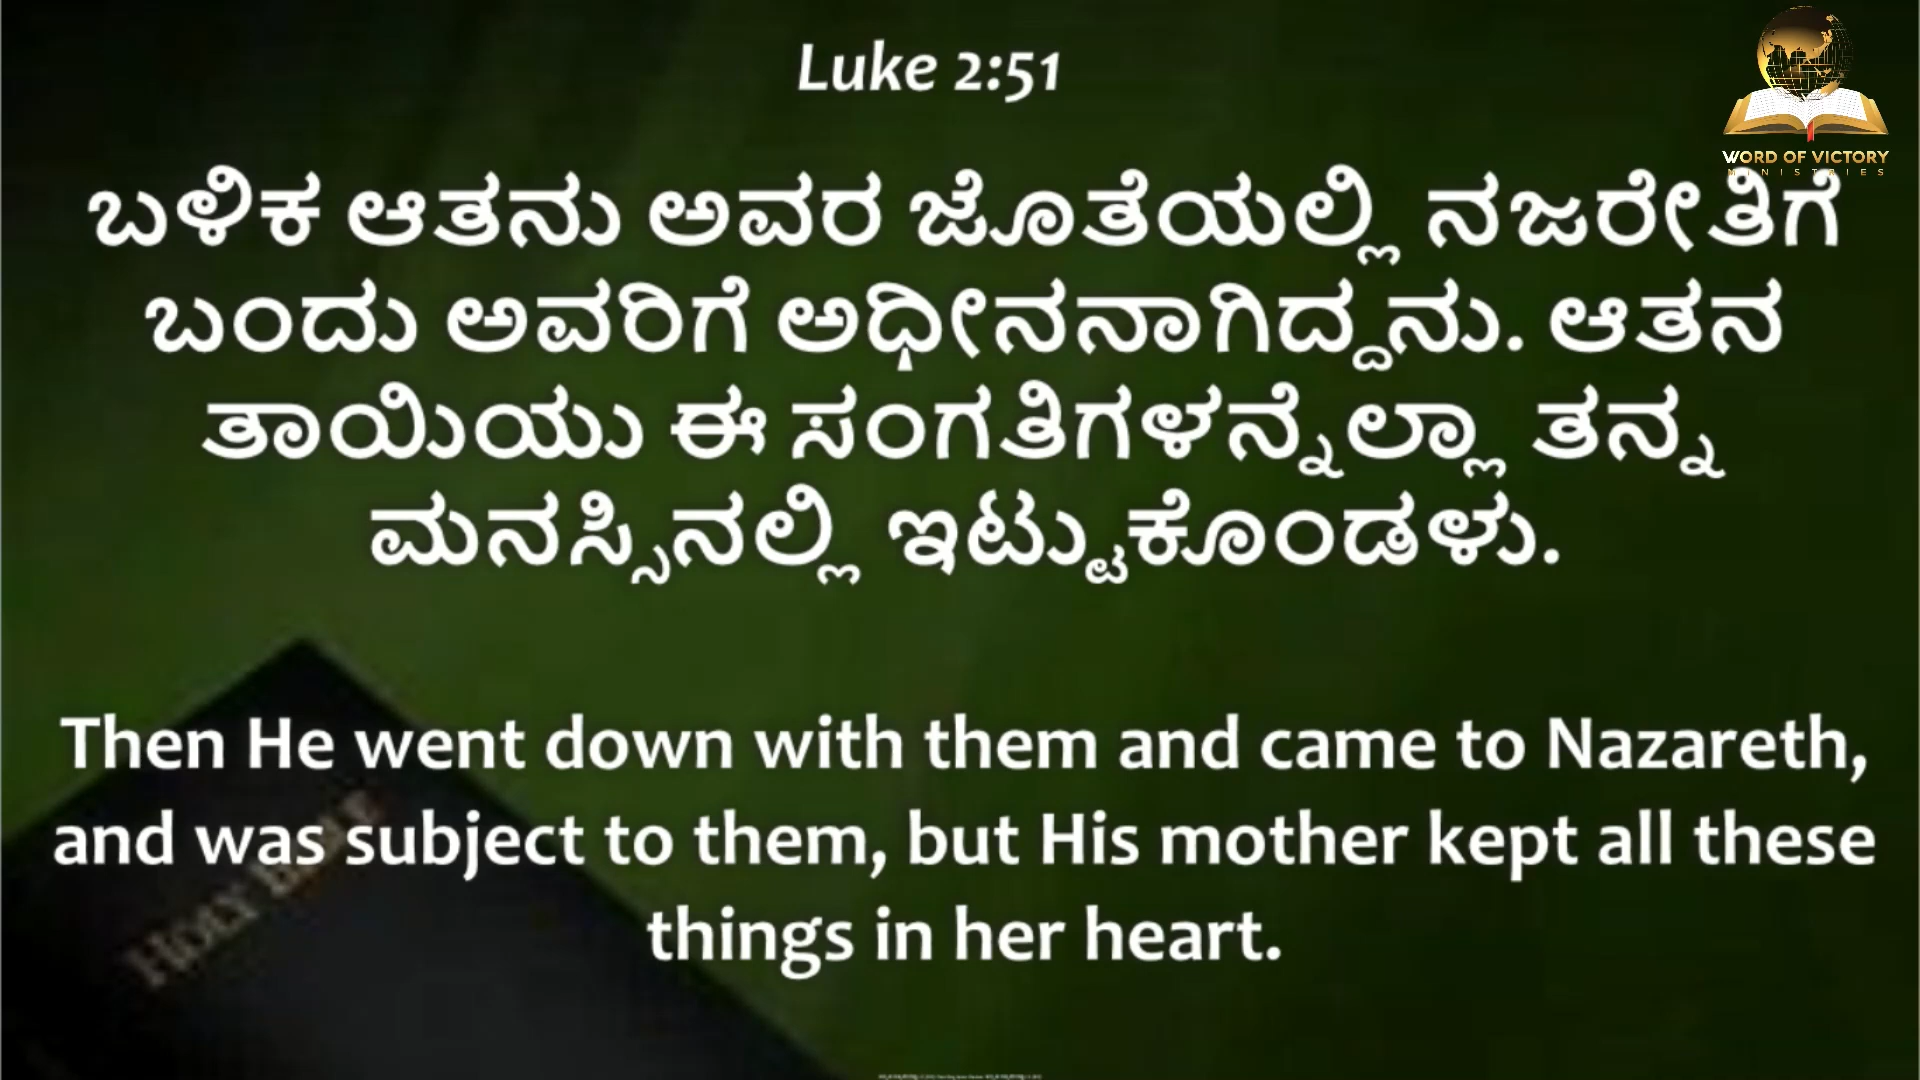 Luke 2:51
WORD OF VICTORY
MINISTRIES
ಬಳಿಕ ಆತನು ಅವರ ಜೊತೆಯಲ್ಲಿ ನಜರೇತಿಗೆ
ಬಂದು ಅವರಿಗೆ ಅಧೀನನಾಗಿದ್ದನು. ಆತನ
ತಾಯಿಯು ಈ ಸಂಗತಿಗಳನ್ನೆಲ್ಲಾ ತನ್ನ
ಮನಸ್ಸಿನಲ್ಲಿ ಇಟ್ಟುಕೊಂಡಳು.
Then He went down with them and came to Nazareth,
and was subject to them, but His mother kept all these
things in her heart.
HOLY BIBLE